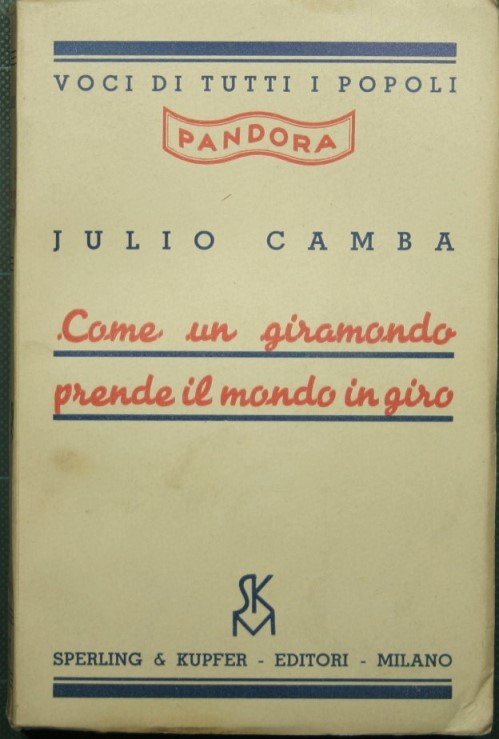 VOCI DI TUTTI I POPOLI
PANDORA
JULIO CAMBA
Come un giramondo
prende il mondo in giro
SKM
SPERLING & KUPFER - EDITORI - MILANO